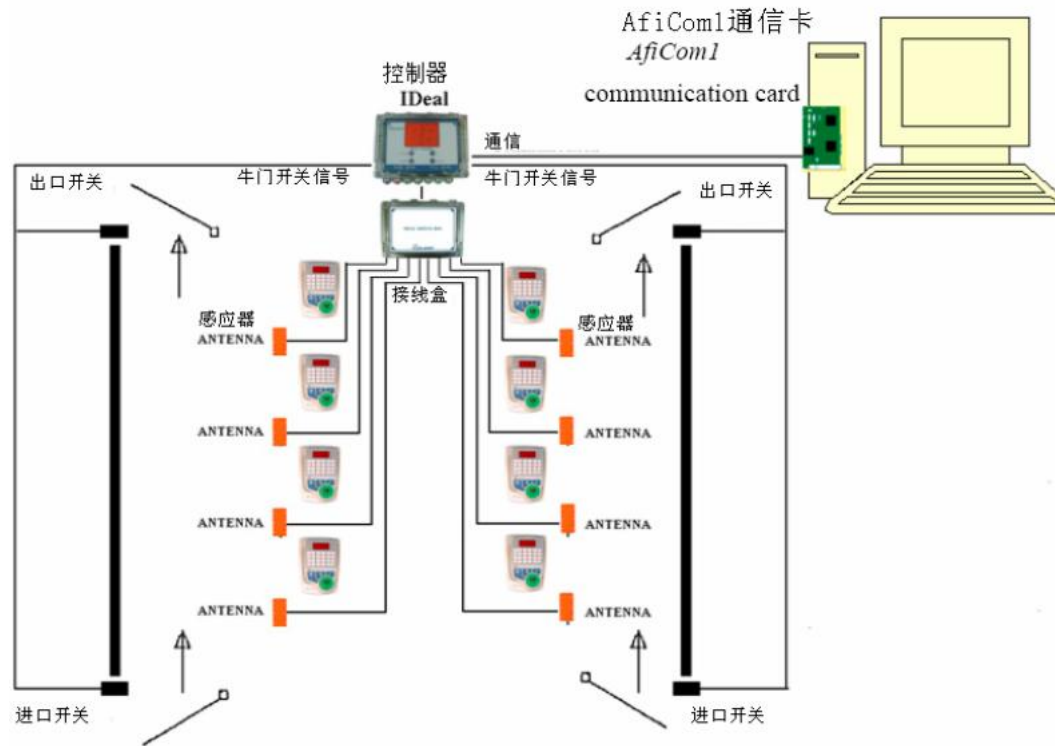 AfiCom1通信卡
AfiCom1
communication card
控制器
IDeal
通信
牛门开关信号
牛门开关信号
出口开关
出口开关
接线盒
感应器
ANTENNA
感应器
ANTENNA
ANTENNA
ANTENNA
ANTENNA
ANTENNA
ANTENNA
ANTENNA
进口开关
进口开关